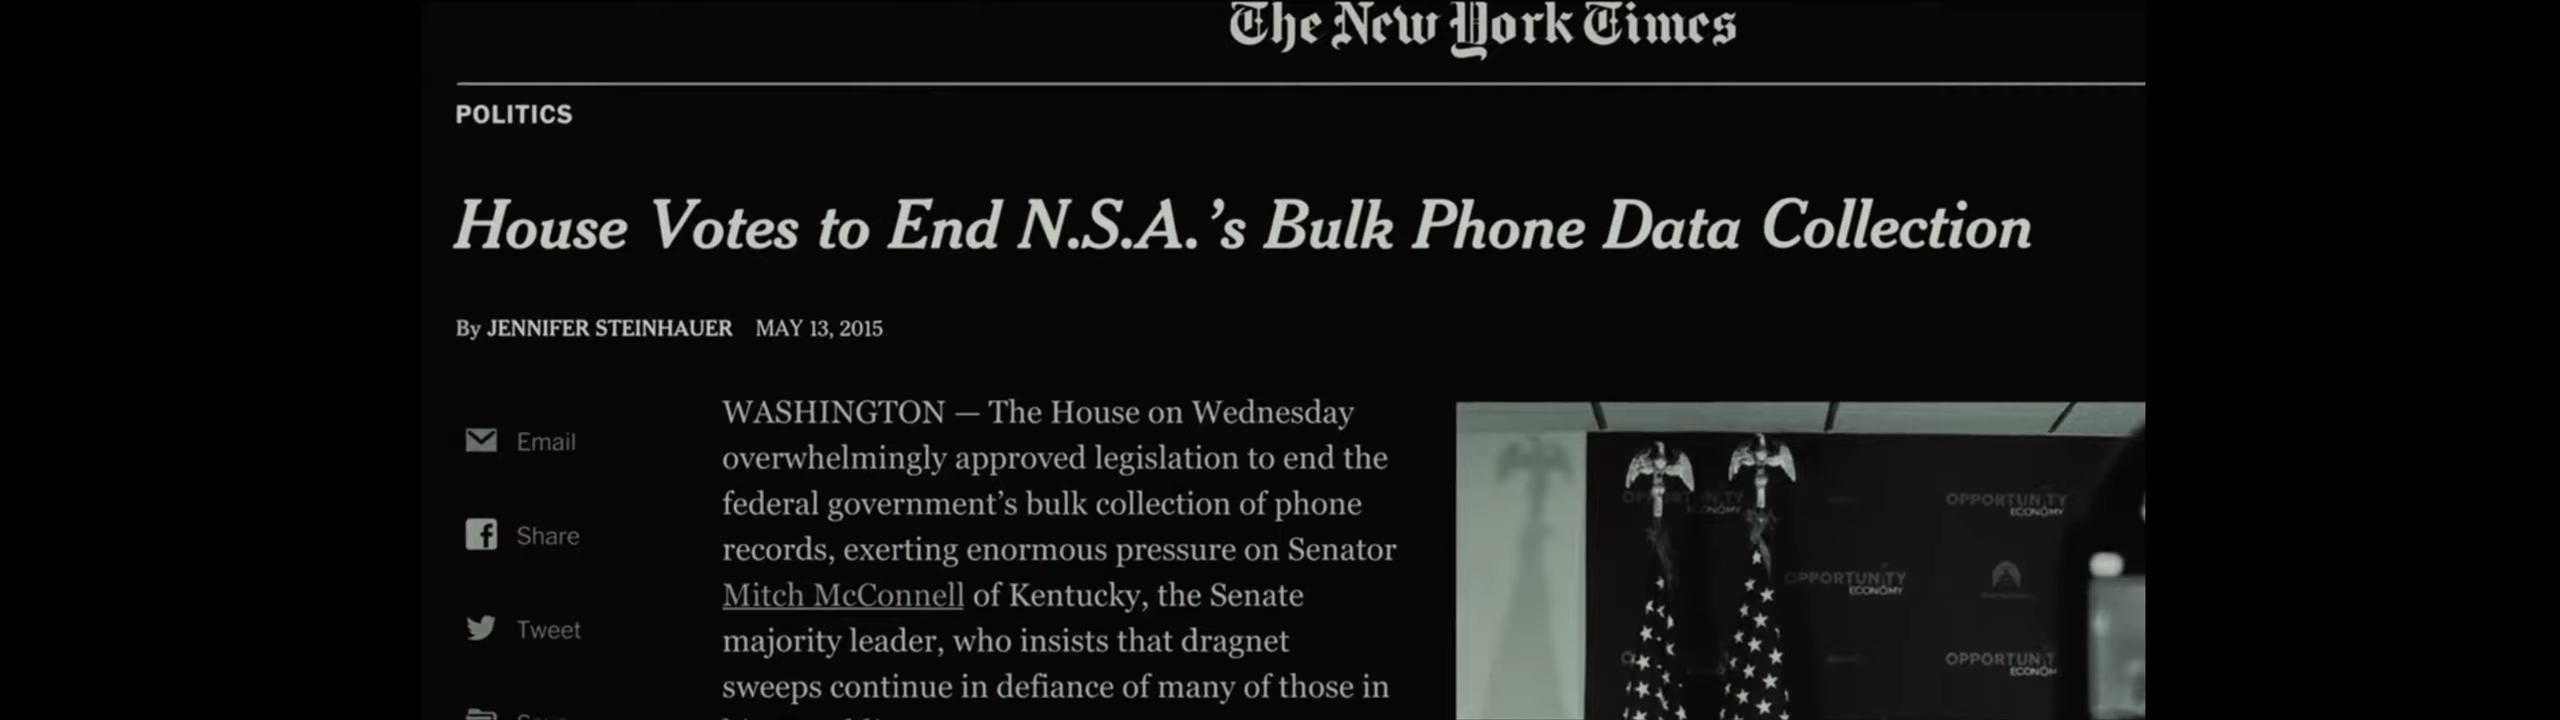 The New York Times
POLITICS
House Votes to End N.S.A.'s Bulk Phone Data Collection
By JENNIFER STEINHAUER MAY 13, 2015
Email
Share
Tweet
WASHINGTON — The House on Wednesday
overwhelmingly approved legislation to end the
federal government's bulk collection of phone
records, exerting enormous pressure on Senator
Mitch McConnell of Kentucky, the Senate
majority leader, who insists that dragnet
sweeps continue in defiance of many of those in
OPPORTUNITY
ECONOMY
OPPORTUNITY
ECONOMY
OPPORTUNIT
ECONOM